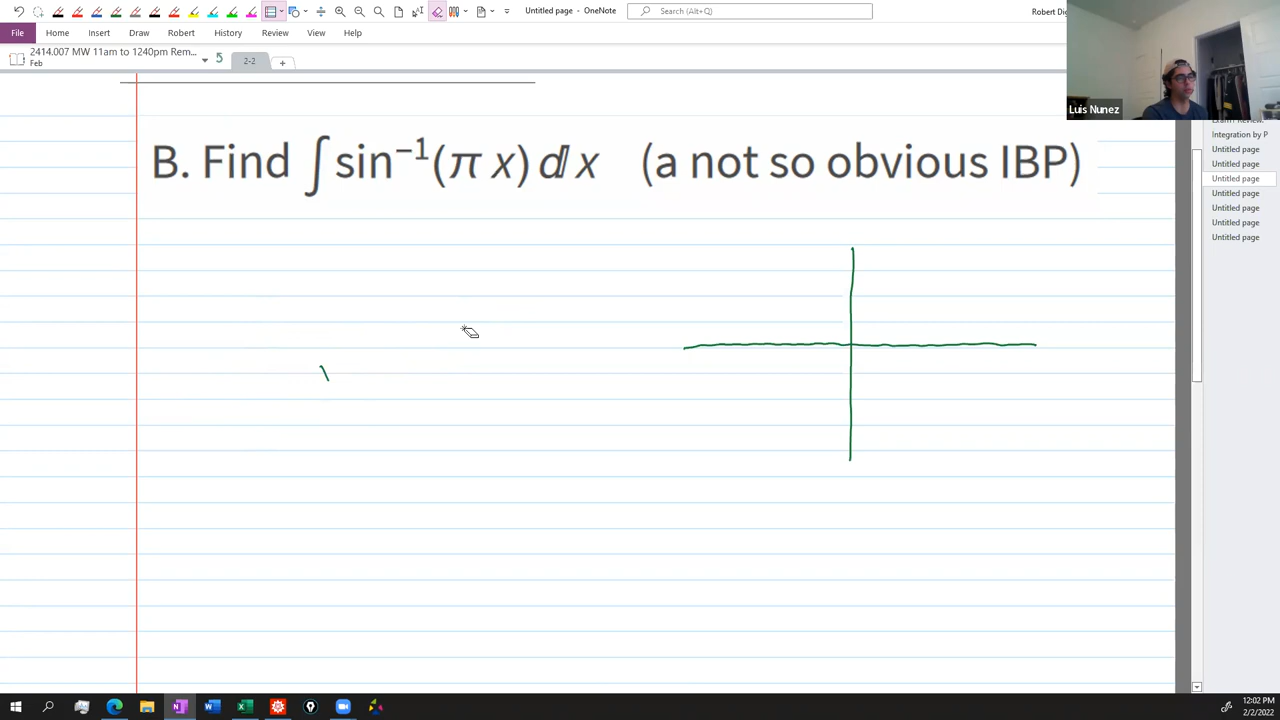 Untitled page - OneNote
Search (Alt+Q)
Robert Dig
File Home Insert Draw Robert History Review View Help
2414.007 MW 11am to 1240pm Rem...
Feb
2-2
Luis Nunez
B. Find ∫ sin⁻¹(π x) ⅆ x (a not so obvious IBP)
Integration by P
Untitled page
Untitled page
Untitled page
Untitled page
Untitled page
Untitled page
Untitled page
12:02 PM
2/2/2022